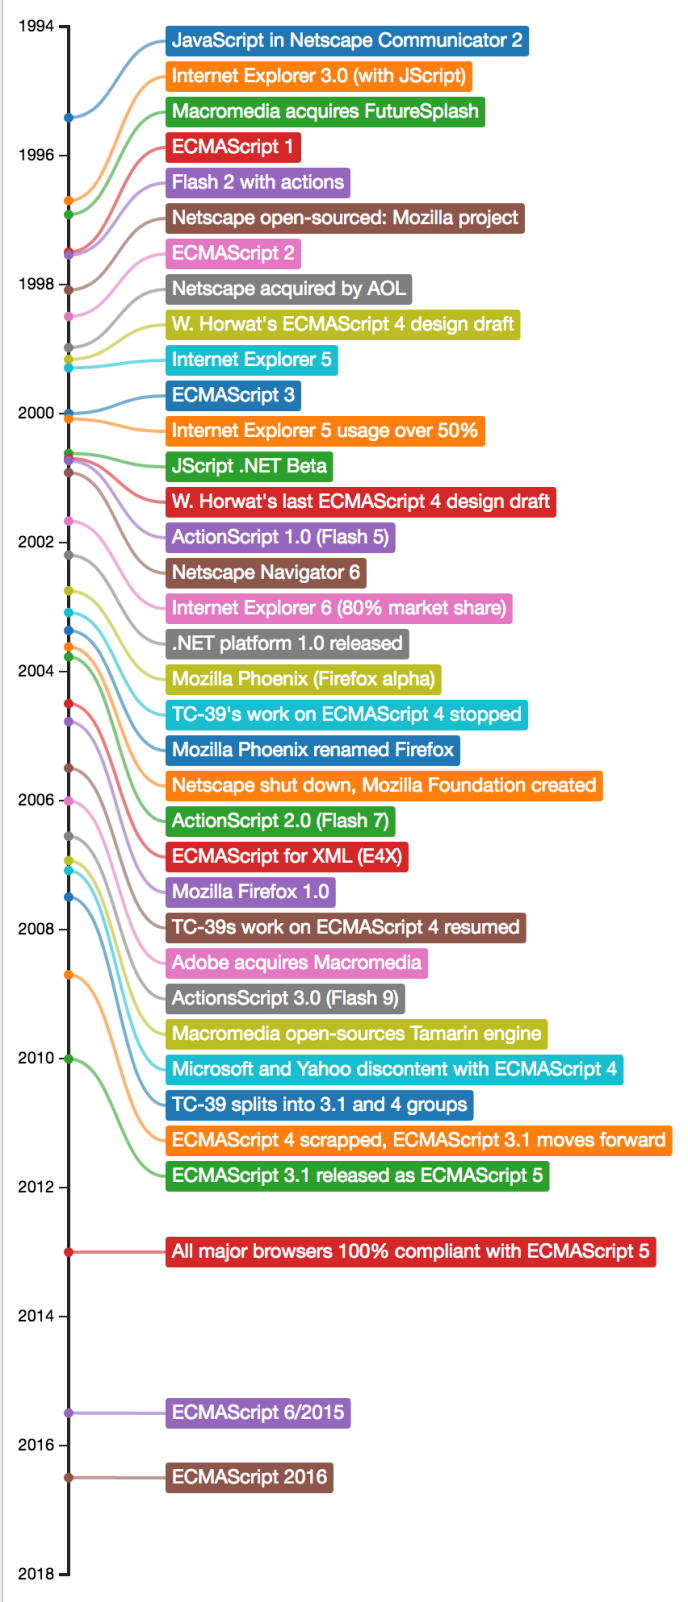 1994
JavaScript in Netscape Communicator 2
Internet Explorer 3.0 (with JScript)
Macromedia acquires FutureSplash
ECMAScript 1
1996
Flash 2 with actions
Netscape open-sourced: Mozilla project
ECMAScript 2
1998
Netscape acquired by AOL
W. Horwat's ECMAScript 4 design draft
Internet Explorer 5
ECMAScript 3
2000
Internet Explorer 5 usage over 50%
JScript .NET Beta
W. Horwat's last ECMAScript 4 design draft
ActionScript 1.0 (Flash 5)
2002
Netscape Navigator 6
Internet Explorer 6 (80% market share)
.NET platform 1.0 released
2004
Mozilla Phoenix (Firefox alpha)
TC-39's work on ECMAScript 4 stopped
Mozilla Phoenix renamed Firefox
Netscape shut down, Mozilla Foundation created
2006
ActionScript 2.0 (Flash 7)
ECMAScript for XML (E4X)
Mozilla Firefox 1.0
TC-39s work on ECMAScript 4 resumed
2008
Adobe acquires Macromedia
ActionsScript 3.0 (Flash 9)
Macromedia open-sources Tamarin engine
2010
Microsoft and Yahoo discontent with ECMAScript 4
TC-39 splits into 3.1 and 4 groups
ECMAScript 4 scrapped, ECMAScript 3.1 moves forward
ECMAScript 3.1 released as ECMAScript 5
2012
All major browsers 100% compliant with ECMAScript 5
2014
ECMAScript 6/2015
2016
ECMAScript 2016
2018